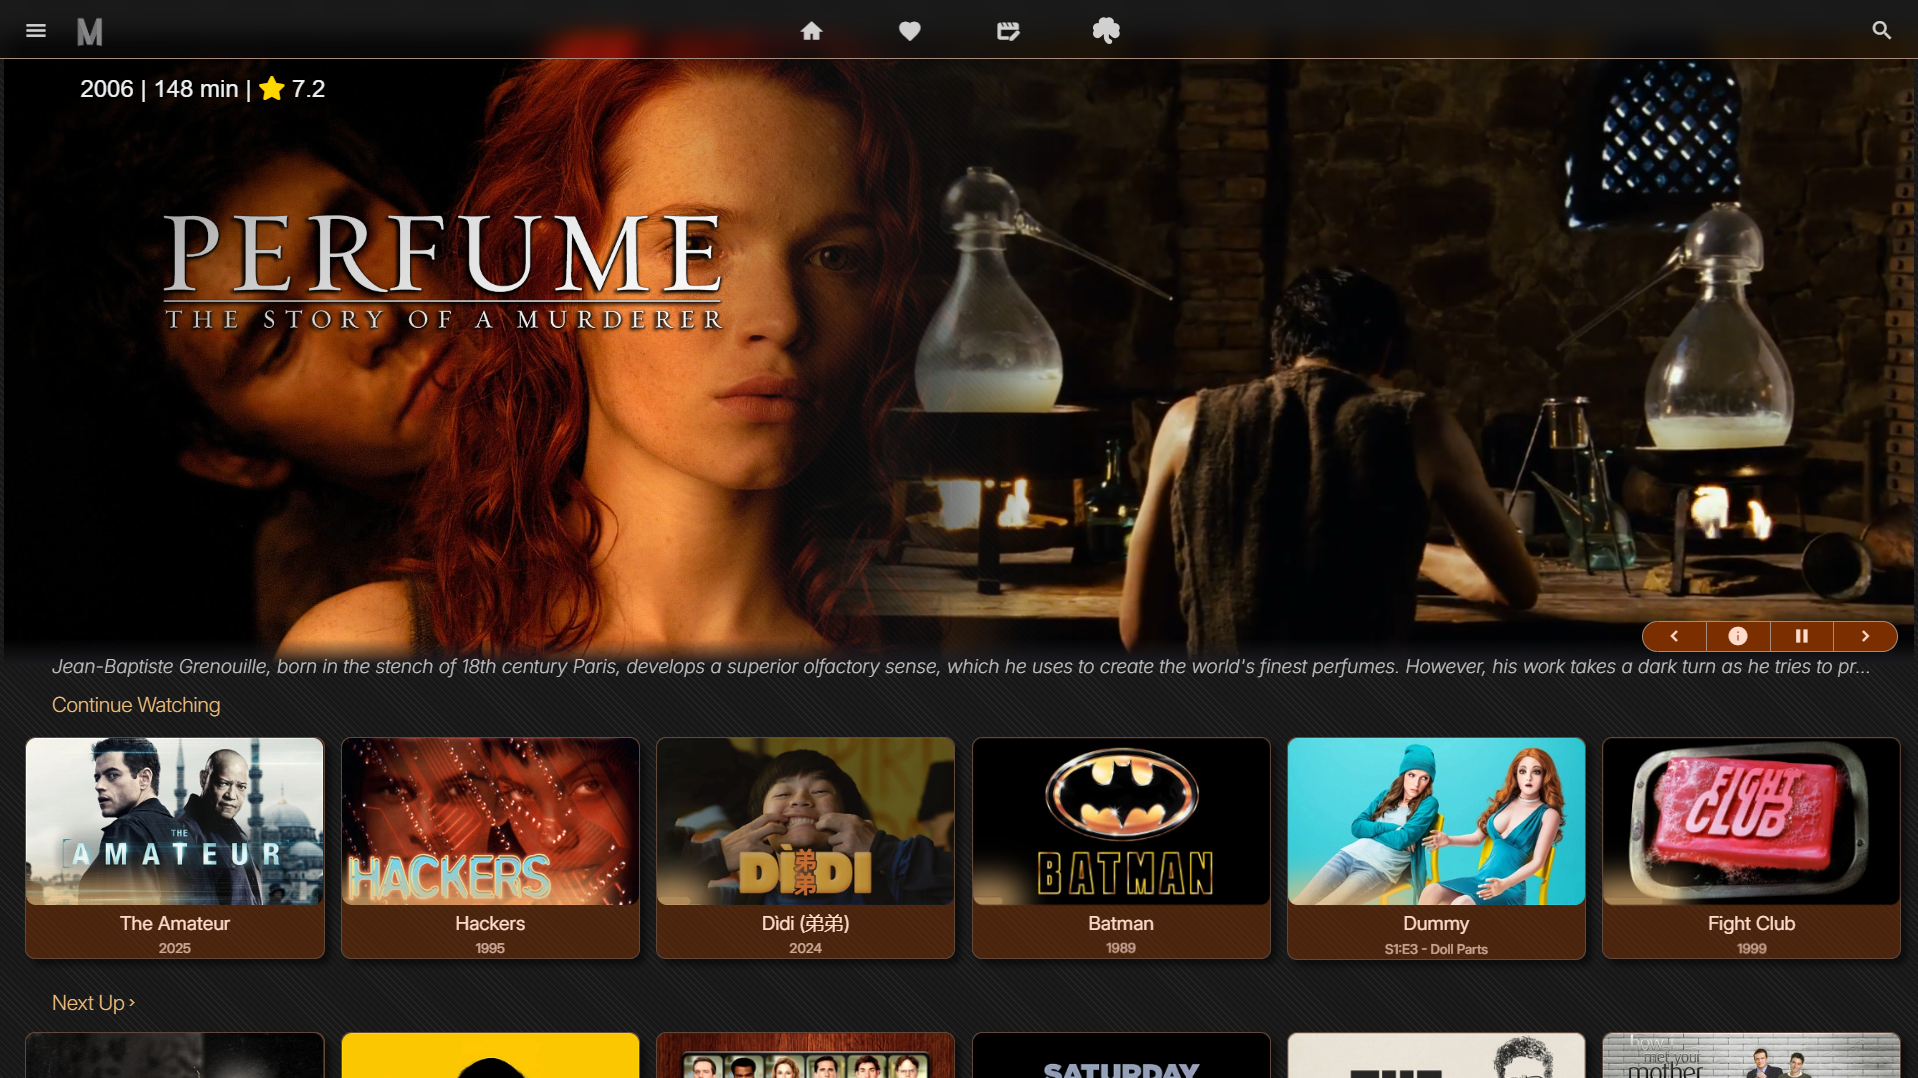 M
2006 | 148 min | ⭐ 7.2
PERFUME
THE STORY OF A MURDERER
Jean-Baptiste Grenouille, born in the stench of 18th century Paris, develops a superior olfactory sense, which he uses to create the world's finest perfumes. However, his work takes a dark turn as he tries to pr...
Continue Watching
THE
AMATEUR
HACKERS
DÌDI
弟弟
BATMAN
FIGHT
CLUB
The Amateur
Hackers
Dìdi (弟弟)
Batman
Dummy
Fight Club
2025
1995
2024
1989
S1:E3 - Doll Parts
1999
Next Up ›
SATURDAY
THE
how i
met your
mother